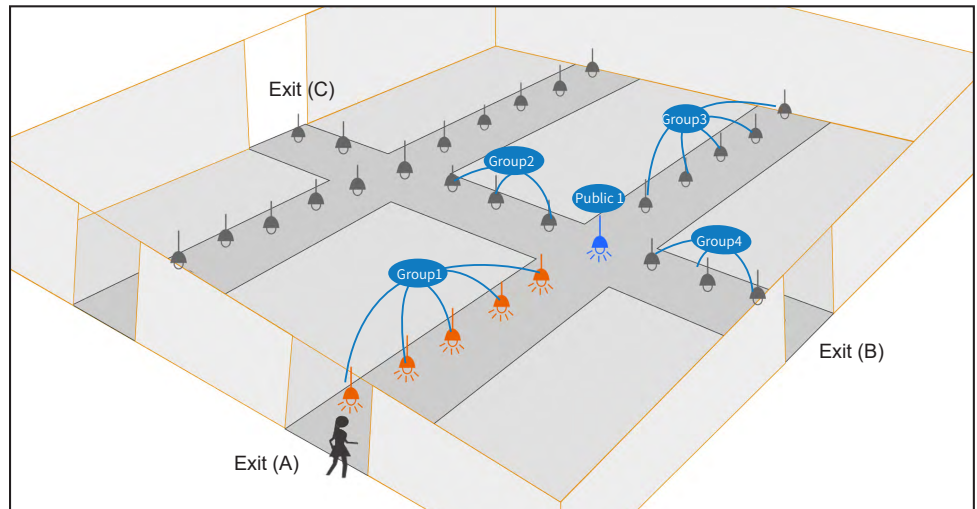 Exit (C)
Group3
Group2
Public 1
Group4
Group1
Exit (B)
Exit (A)